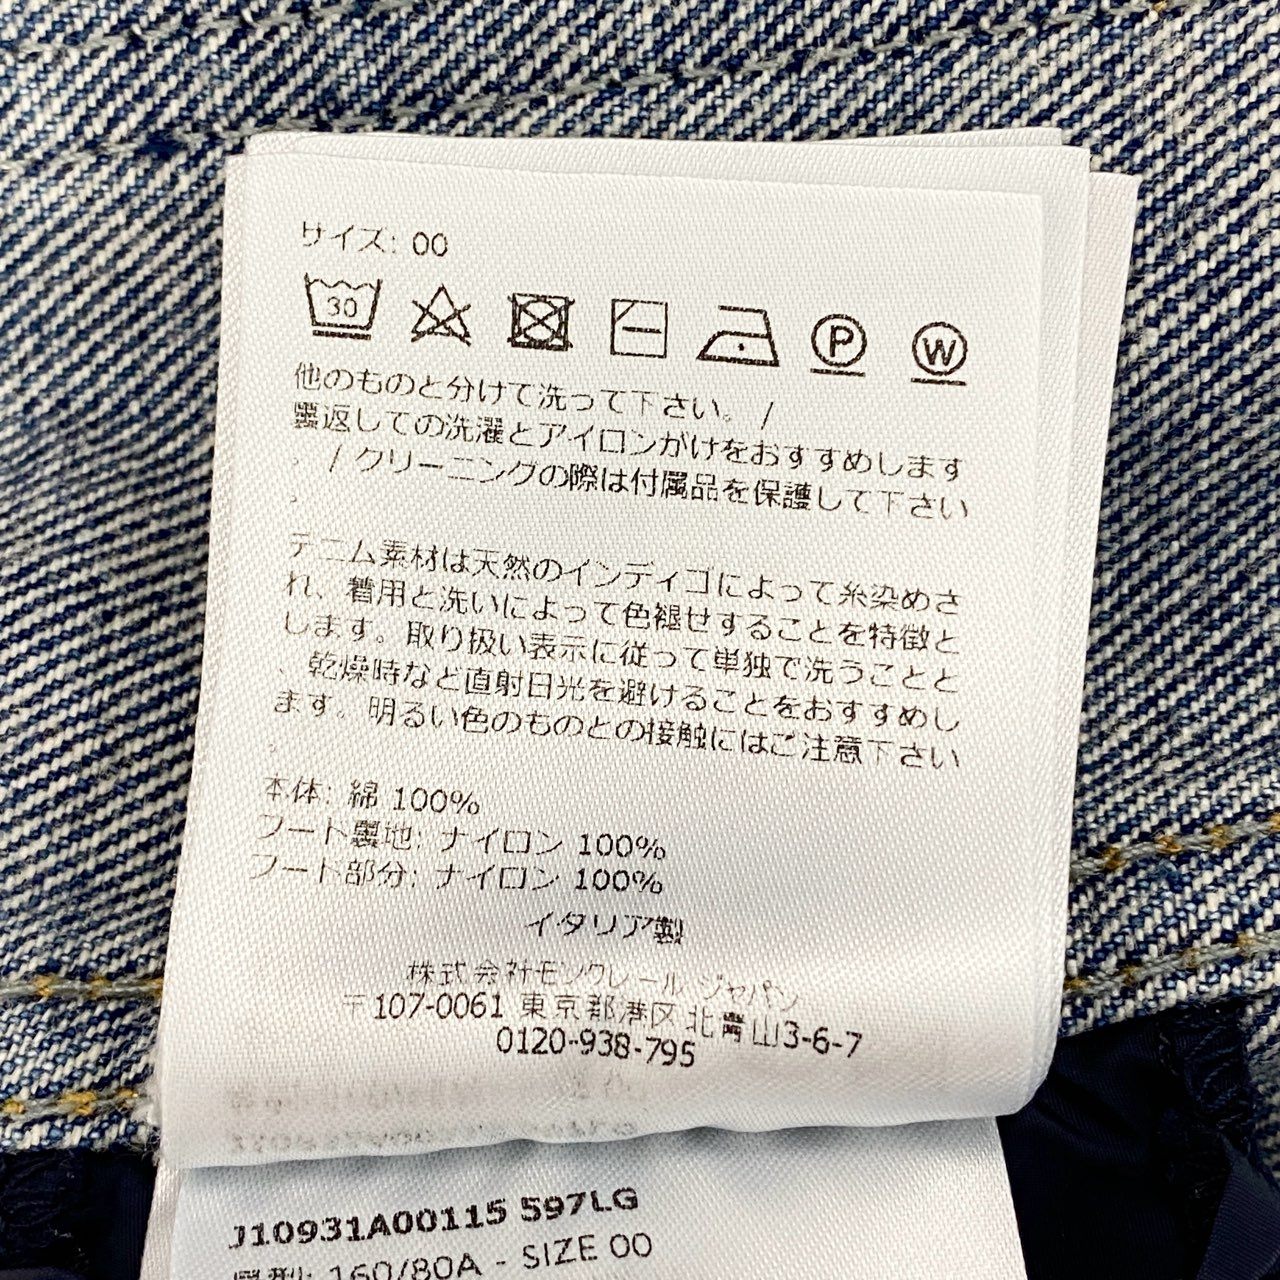 サイズ: 00
30
P W
他のものと分けて洗って下さい。 /
裏返しての洗濯とアイロンがけをおすすめします
。 / クリーニングの際は付属品を保護して下さい
。
デニム素材は天然のインディゴによって糸染めさ
れ、着用と洗いによって色褪せすることを特徴と
します。取り扱い表示に従って単独で洗うことと
、乾燥時など直射日光を避けることをおすすめし
ます。明るい色のものとの接触にはご注意下さい
。
本体: 綿 100%
フード裏地: ナイロン 100%
フード部分: ナイロン 100%
イタリア製
株式会社モンクレール ジャパン
〒107-0061 東京都港区 北青山3-6-7
0120-938-795
J10931A00115 597LG
160/80A - SIZE 00